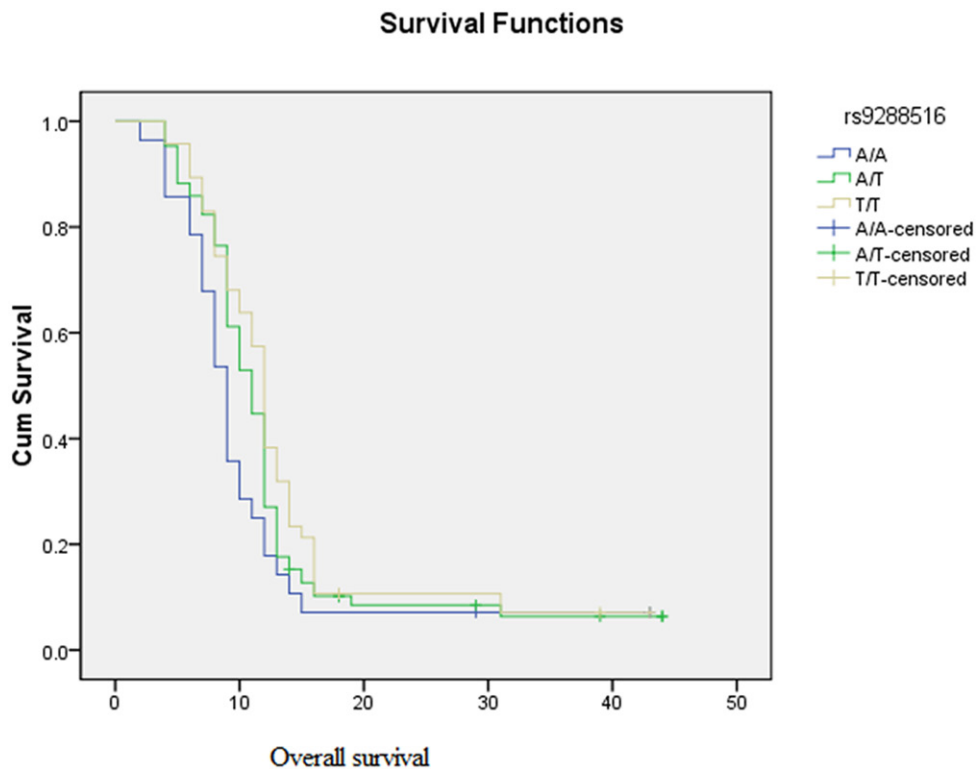 Survival Functions
rs9288516
A/A
A/T
T/T
A/A-censored
A/T-censored
T/T-censored
Cum Survival
1.0
0.8
0.6
0.4
0.2
0.0
0 10 20 30 40 50
Overall survival